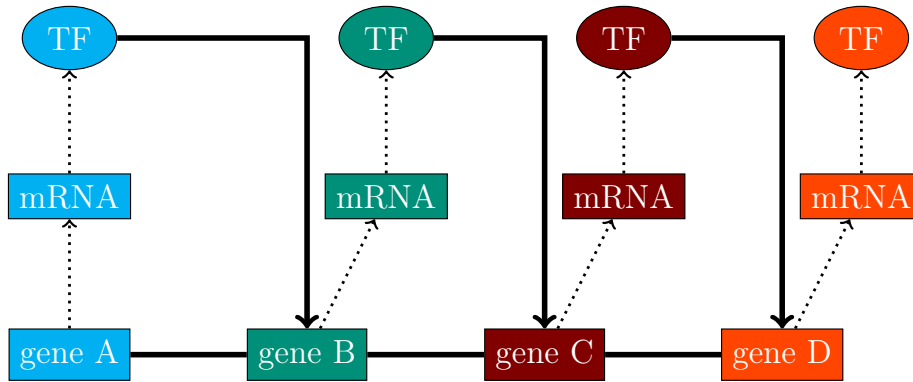 TF
TF
TF
TF
mRNA
mRNA
mRNA
mRNA
gene A
gene B
gene C
gene D